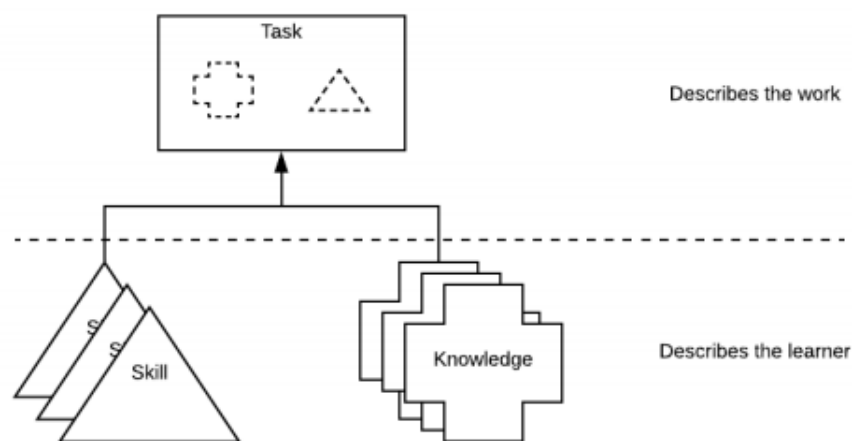 Task
Describes the work
S
S
Skill
Knowledge
Describes the learner